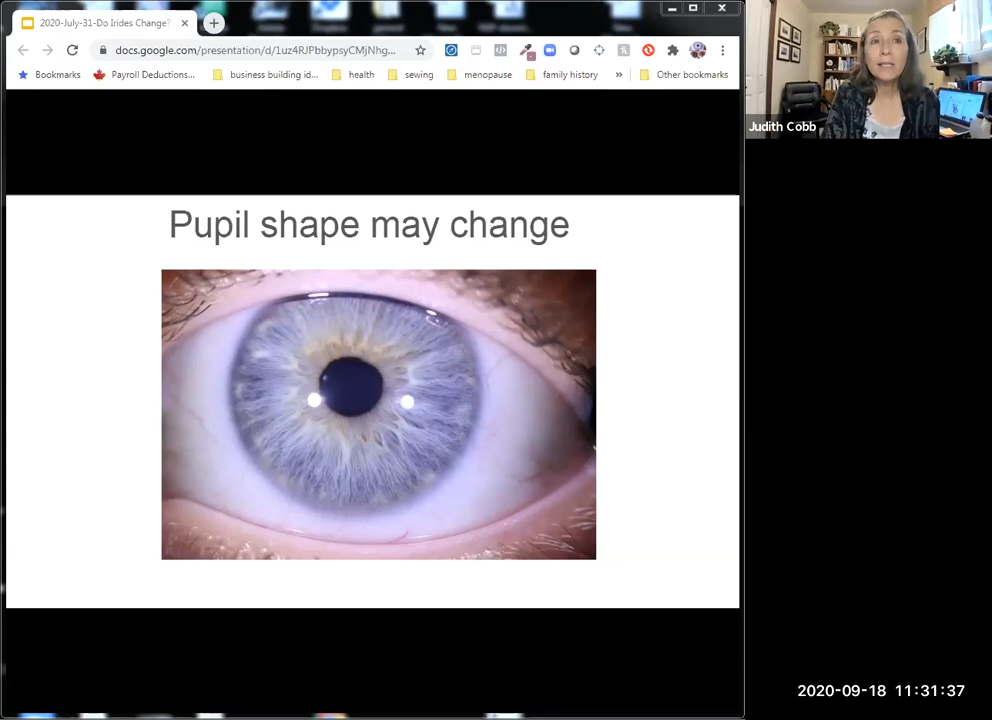 2020-July-31-Do Irides Change?
docs.google.com/presentation/d/1uz4RJPbbypsyCMjNhg...
Bookmarks
Payroll Deductions...
business building id...
health
sewing
menopause
family history
»
Other bookmarks
Judith Cobb
Pupil shape may change
2020-09-18 11:31:37